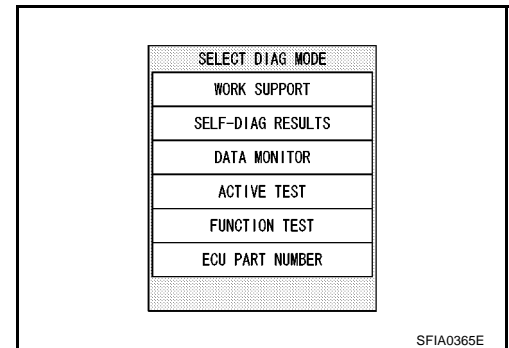 SELECT DIAG MODE
WORK SUPPORT
SELF-DIAG RESULTS
DATA MONITOR
ACTIVE TEST
FUNCTION TEST
ECU PART NUMBER
SFIA0365E